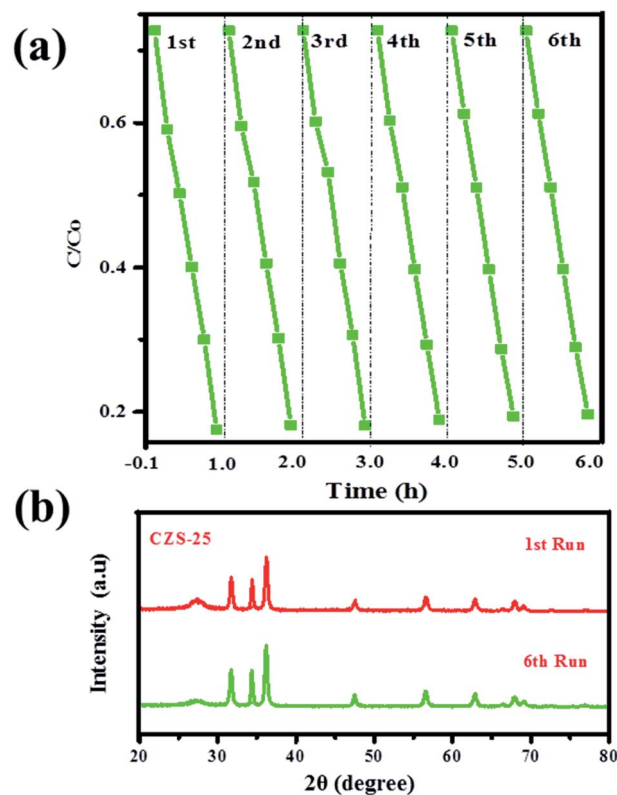 (a)
1st 2nd 3rd 4th 5th 6th
0.6
0.4
0.2
C/Co
-0.1 1.0 2.0 3.0 4.0 5.0 6.0
Time (h)
(b)
CZS-25
1st Run
6th Run
Intensity (a.u)
20 30 40 50 60 70 80
2θ (degree)